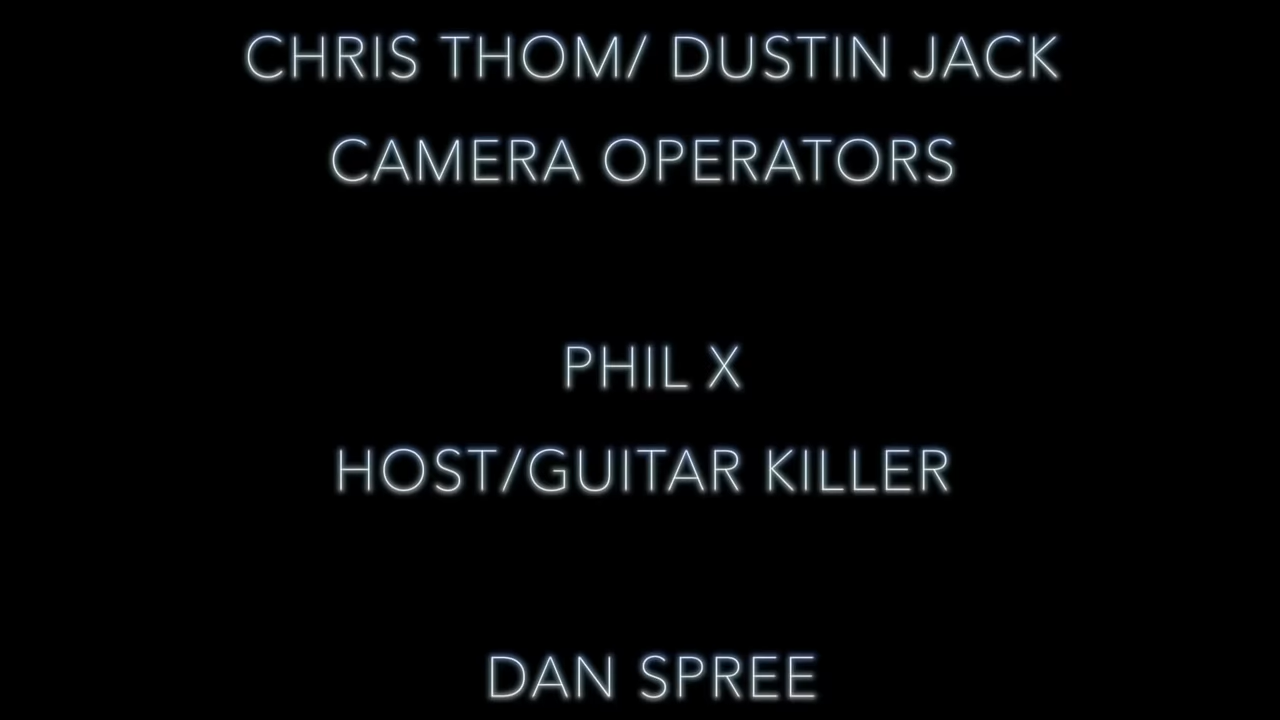 CHRIS THOM/ DUSTIN JACK
CAMERA OPERATORS
PHIL X
HOST/GUITAR KILLER
DAN SPREE